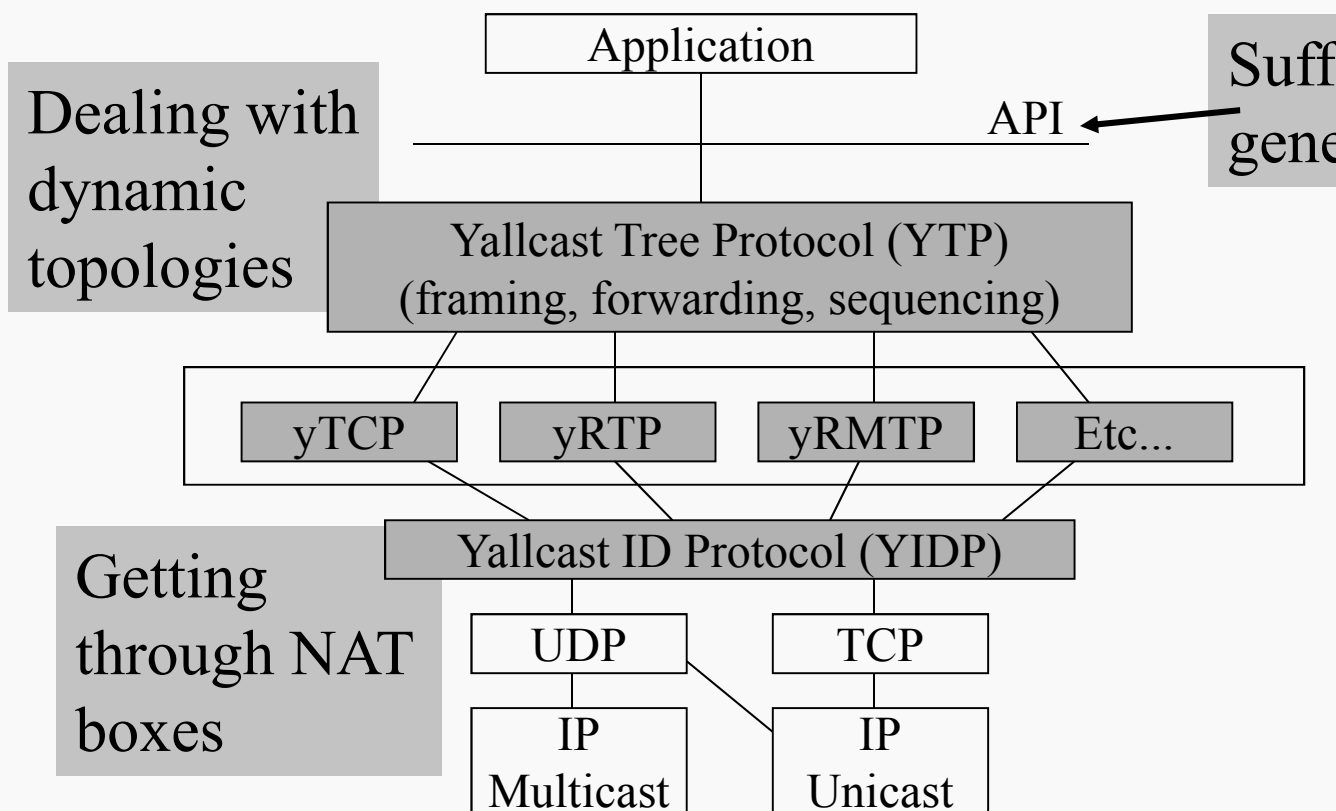 Application
API
Dealing with
dynamic
topologies
Yallcast Tree Protocol (YTP)
(framing, forwarding, sequencing)
yTCP
yRTP
yRMTP
Etc...
Yallcast ID Protocol (YIDP)
Getting
through NAT
boxes
UDP
TCP
IP
Multicast
IP
Unicast